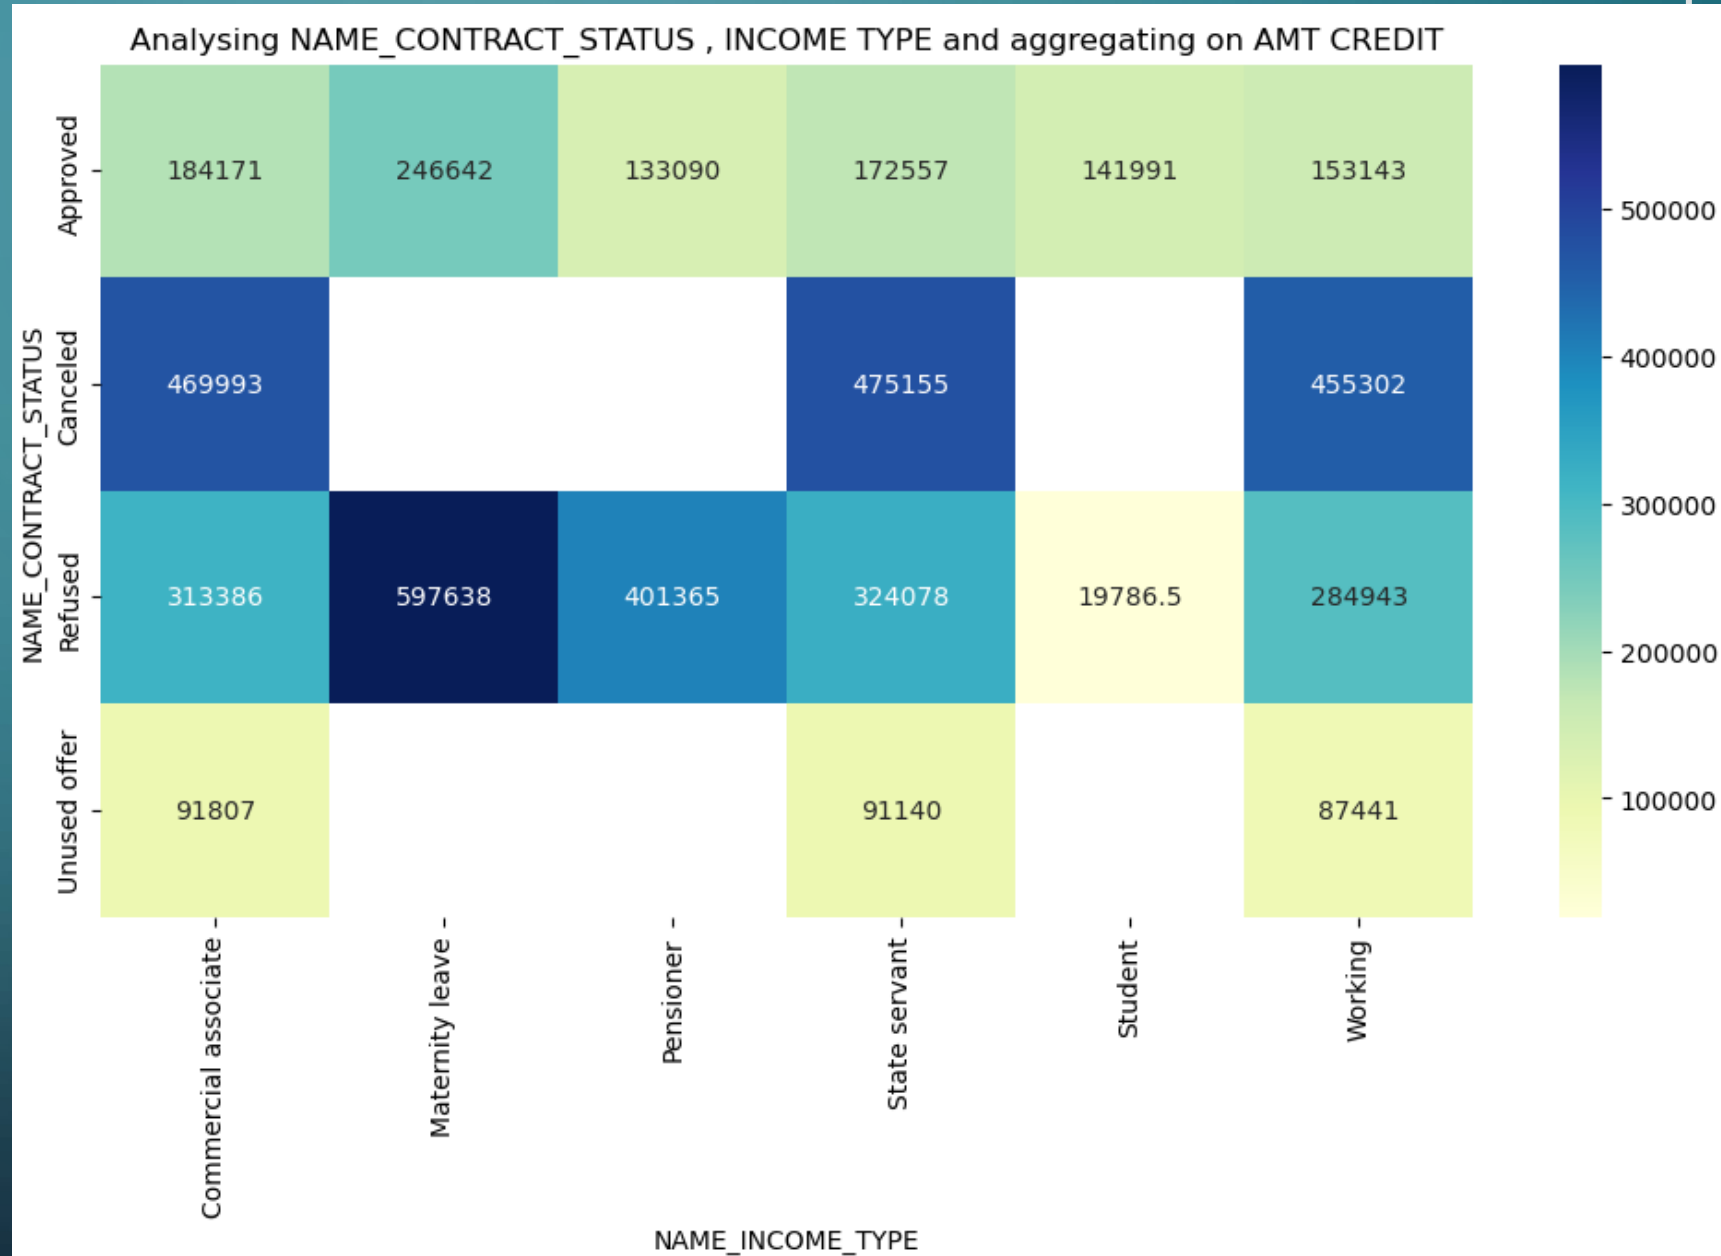 Analysing NAME_CONTRACT_STATUS , INCOME TYPE and aggregating on AMT CREDIT
NAME_CONTRACT_STATUS
Approved
184171 246642 133090 172557 141991 153143
Canceled
469993 475155 455302
Refused
313386 597638 401365 324078 19786.5 284943
Unused offer
91807 91140 87441
500000
400000
300000
200000
100000
Commercial associate
Maternity leave
Pensioner
State servant
Student
Working
NAME_INCOME_TYPE